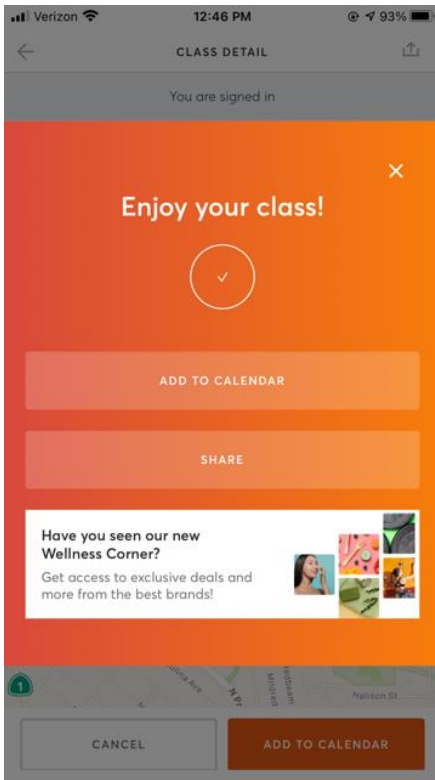 Verizon 12:46 PM 93%
CLASS DETAIL
You are signed in
Enjoy your class!
ADD TO CALENDAR
SHARE
Have you seen our new
Wellness Corner?
Get access to exclusive deals and
more from the best brands!
1
Mildred
Nelson St
CANCEL
ADD TO CALENDAR